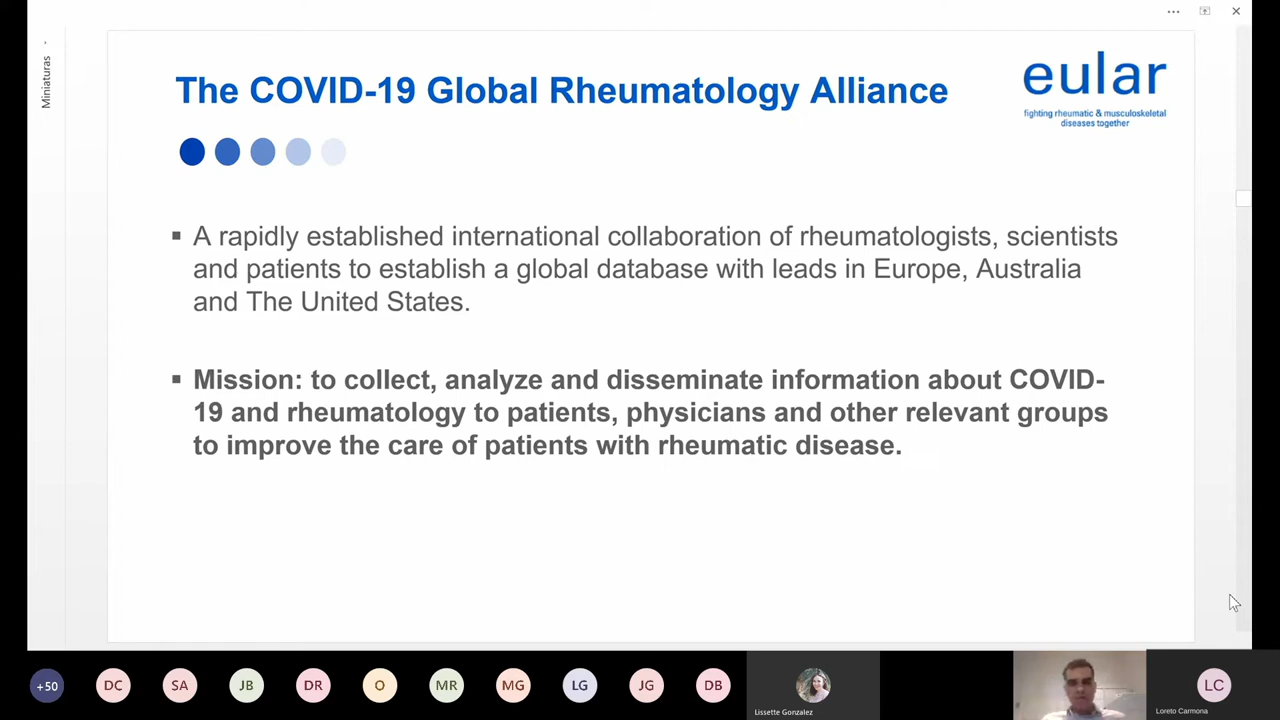 Miniaturas
The COVID-19 Global Rheumatology Alliance
eular
fighting rheumatic & musculoskeletal
diseases together
▪ A rapidly established international collaboration of rheumatologists, scientists
and patients to establish a global database with leads in Europe, Australia
and The United States.
▪ Mission: to collect, analyze and disseminate information about COVID-
19 and rheumatology to patients, physicians and other relevant groups
to improve the care of patients with rheumatic disease.
+50 DC SA JB DR O MR MG LG JG DB LC
Lissette Gonzalez
Loreto Carmona